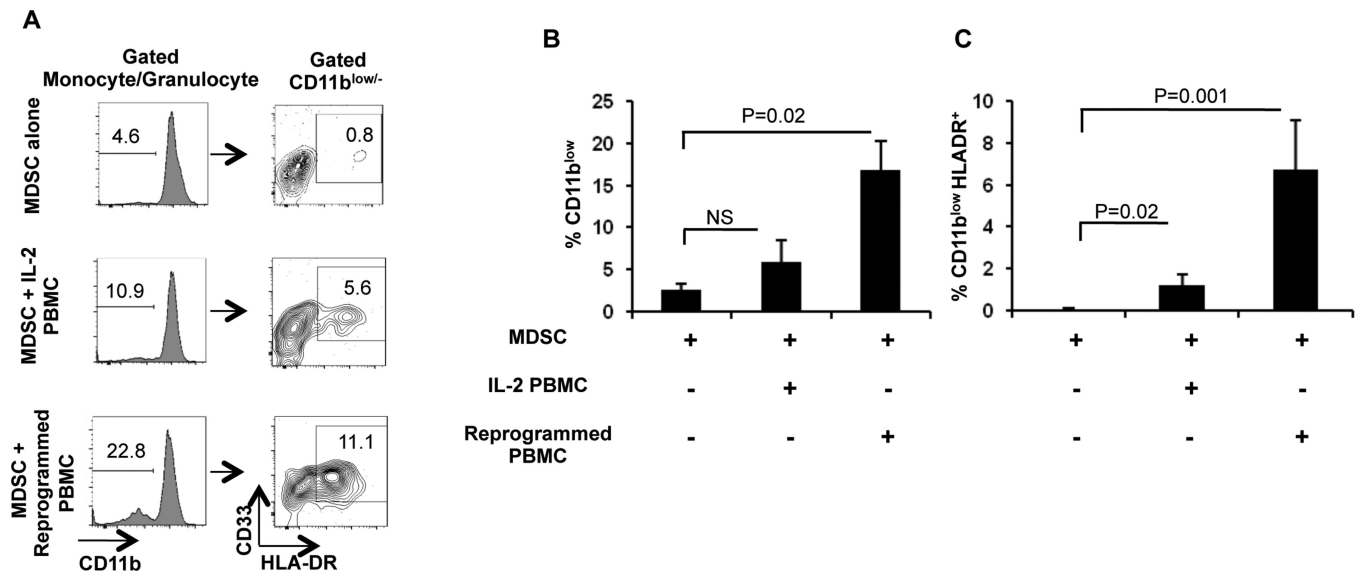 A
Gated
Monocyte/Granulocyte
Gated
CD11b^low/-
MDSC alone
4.6
0.8
MDSC + IL-2
PBMC
10.9
5.6
MDSC +
Reprogrammed
PBMC
22.8
11.1
CD11b
CD33
HLA-DR
B
% CD11b^low
25
20
15
10
5
0
P=0.02
NS
C
% CD11b^low HLADR^+
10
8
6
4
2
0
P=0.001
P=0.02
MDSC + + + + + +
IL-2 PBMC - + - - + -
Reprogrammed
PBMC - - + - - +